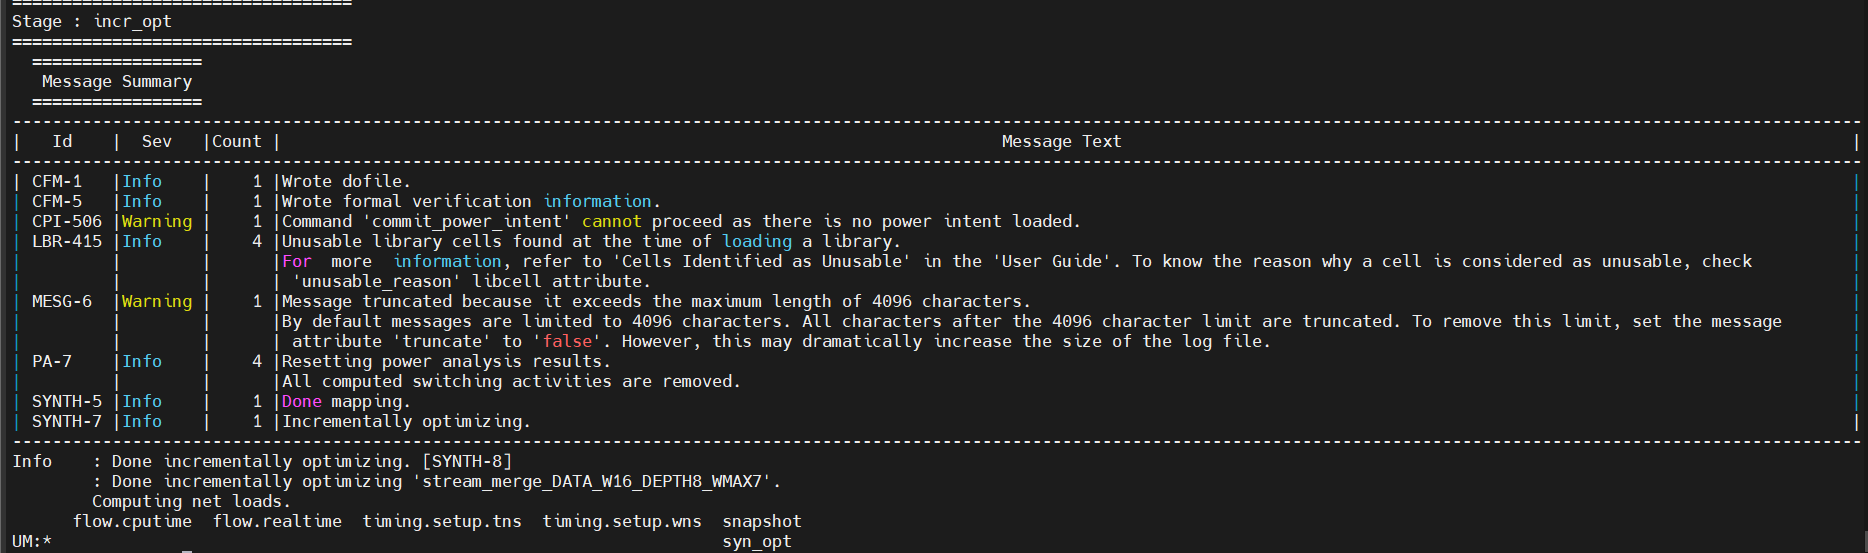 ==================================
Stage : incr_opt
==================================
=================
Message Summary
=================
--------------------------------------------------------------------------------------------------------------------------------------------------------------------------------------------
|   Id    |  Sev   |Count |                                                                        Message Text                                                                         |
--------------------------------------------------------------------------------------------------------------------------------------------------------------------------------------------
| CFM-1   |Info    |    1 |Wrote dofile. |
| CFM-5   |Info    |    1 |Wrote formal verification information. |
| CPI-506 |Warning |    1 |Command 'commit_power_intent' cannot proceed as there is no power intent loaded. |
| LBR-415 |Info    |    4 |Unusable library cells found at the time of loading a library. |
|         |        |      |For  more  information, refer to 'Cells Identified as Unusable' in the 'User Guide'. To know the reason why a cell is considered as unusable, check |
|         |        |      | 'unusable_reason' libcell attribute. |
| MESG-6  |Warning |    1 |Message truncated because it exceeds the maximum length of 4096 characters. |
|         |        |      |By default messages are limited to 4096 characters. All characters after the 4096 character limit are truncated. To remove this limit, set the message |
|         |        |      | attribute 'truncate' to 'false'. However, this may dramatically increase the size of the log file. |
| PA-7    |Info    |    4 |Resetting power analysis results. |
|         |        |      |All computed switching activities are removed. |
| SYNTH-5 |Info    |    1 |Done mapping. |
| SYNTH-7 |Info    |    1 |Incrementally optimizing. |
--------------------------------------------------------------------------------------------------------------------------------------------------------------------------------------------
Info    : Done incrementally optimizing. [SYNTH-8]
        : Done incrementally optimizing 'stream_merge_DATA_W16_DEPTH8_WMAX7'.
        Computing net loads.
      flow.cputime  flow.realtime  timing.setup.tns  timing.setup.wns  snapshot
UM:*                                                                   syn_opt